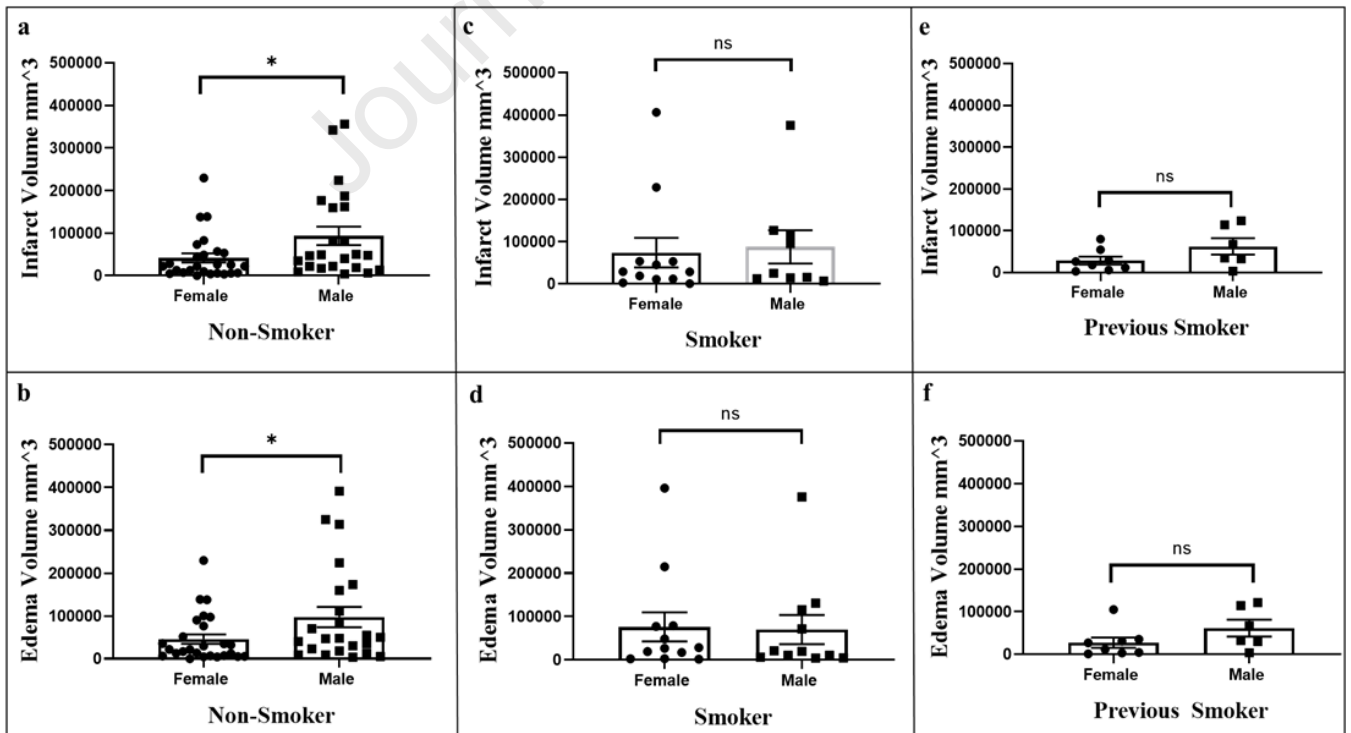 Journ
a
Infarct Volume mm^3
500000
400000
300000
200000
100000
0
*
Female
Male
Non-Smoker
c
Infarct Volume mm^3
500000
400000
300000
200000
100000
0
ns
Female
Male
Smoker
e
Infarct Volume mm^3
500000
400000
300000
200000
100000
0
ns
Female
Male
Previous Smoker
b
Edema Volume mm^3
500000
400000
300000
200000
100000
0
*
Female
Male
Non-Smoker
d
Edema Volume mm^3
500000
400000
300000
200000
100000
0
ns
Female
Male
Smoker
f
Edema Volume mm^3
500000
400000
300000
200000
100000
0
ns
Female
Male
Previous Smoker